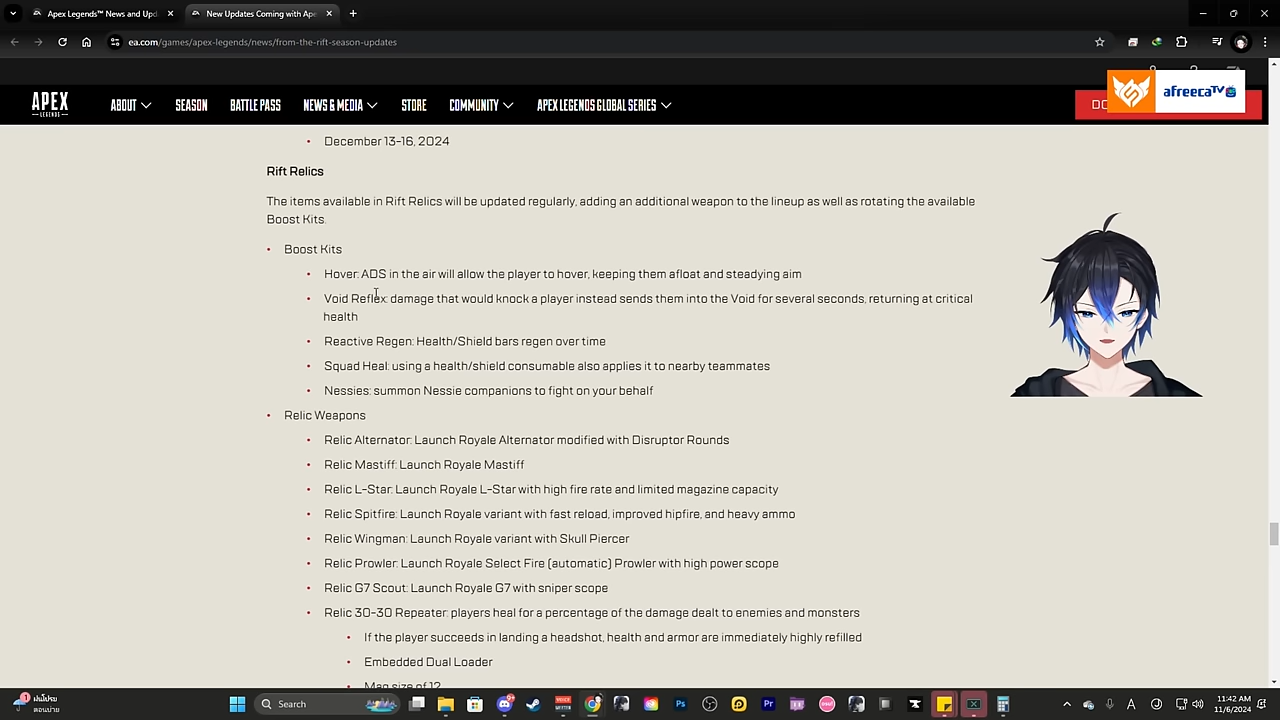 Apex Legends™ News and Upd
New Updates Coming with Ape
ea.com/games/apex-legends/news/from-the-rift-season-updates
APEX
LEGENDS
ABOUT
SEASON
BATTLE PASS
NEWS & MEDIA
STORE
COMMUNITY
APEX LEGENDS GLOBAL SERIES
afreecaTV
December 13-16, 2024
Rift Relics
The items available in Rift Relics will be updated regularly, adding an additional weapon to the lineup as well as rotating the available
Boost Kits.
• Boost Kits
• Hover: ADS in the air will allow the player to hover, keeping them afloat and steadying aim
• Void Reflex: damage that would knock a player instead sends them into the Void for several seconds, returning at critical
health
• Reactive Regen: Health/Shield bars regen over time
• Squad Heal: using a health/shield consumable also applies it to nearby teammates
• Nessies: summon Nessie companions to fight on your behalf
• Relic Weapons
• Relic Alternator: Launch Royale Alternator modified with Disruptor Rounds
• Relic Mastiff: Launch Royale Mastiff
• Relic L-Star: Launch Royale L-Star with high fire rate and limited magazine capacity
• Relic Spitfire: Launch Royale variant with fast reload, improved hipfire, and heavy ammo
• Relic Wingman: Launch Royale variant with Skull Piercer
• Relic Prowler: Launch Royale Select Fire (automatic) Prowler with high power scope
• Relic G7 Scout: Launch Royale G7 with sniper scope
• Relic 30-30 Repeater: players heal for a percentage of the damage dealt to enemies and monsters
• If the player succeeds in landing a headshot, health and armor are immediately highly refilled
• Embedded Dual Loader
• Mag size of 12
Search
11:42 AM
11/6/2024